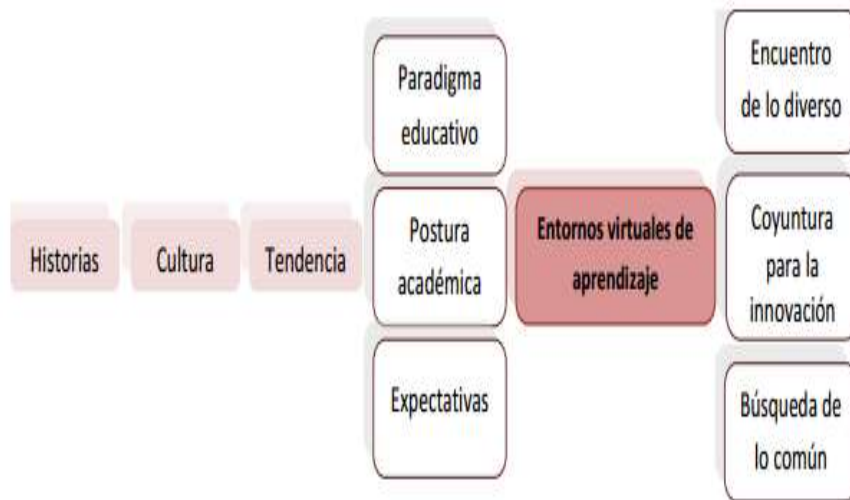 Historias
Cultura
Tendencia
Paradigma
educativo
Postura
académica
Expectativas
Entornos virtuales de
aprendizaje
Encuentro
de lo diverso
Coyuntura
para la
innovación
Búsqueda de
lo común